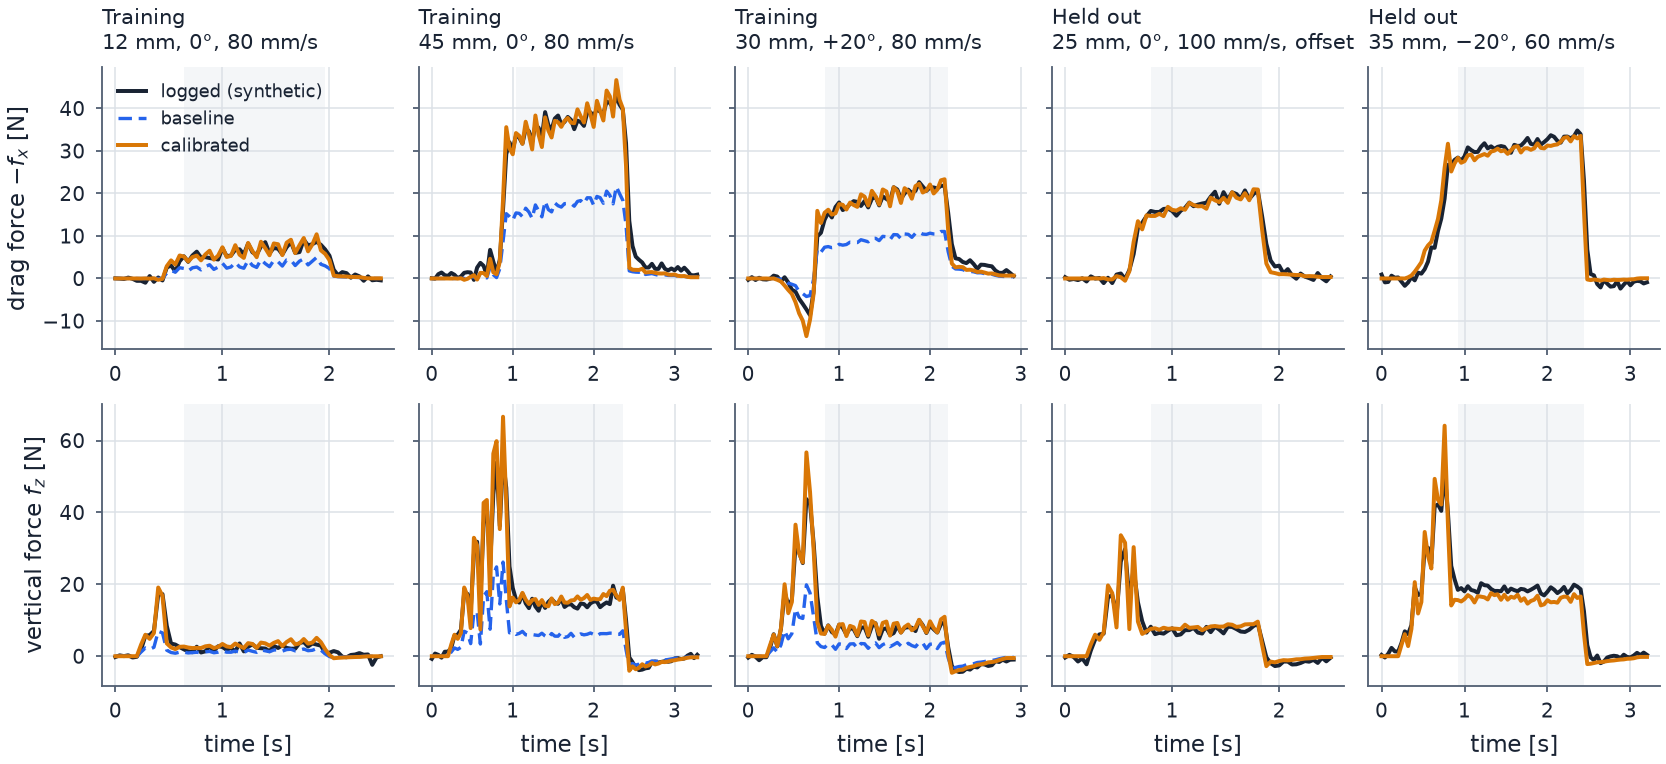 Training
12 mm, 0°, 80 mm/s
Training
45 mm, 0°, 80 mm/s
Training
30 mm, +20°, 80 mm/s
Held out
25 mm, 0°, 100 mm/s, offset
Held out
35 mm, −20°, 60 mm/s
drag force −fx [N]
40
30
20
10
0
−10
logged (synthetic)
baseline
calibrated
0 1 2
0 1 2 3
0 1 2 3
0 1 2
0 1 2 3
vertical force fz [N]
60
40
20
0
0 1 2
0 1 2 3
0 1 2 3
0 1 2
0 1 2 3
time [s]
time [s]
time [s]
time [s]
time [s]